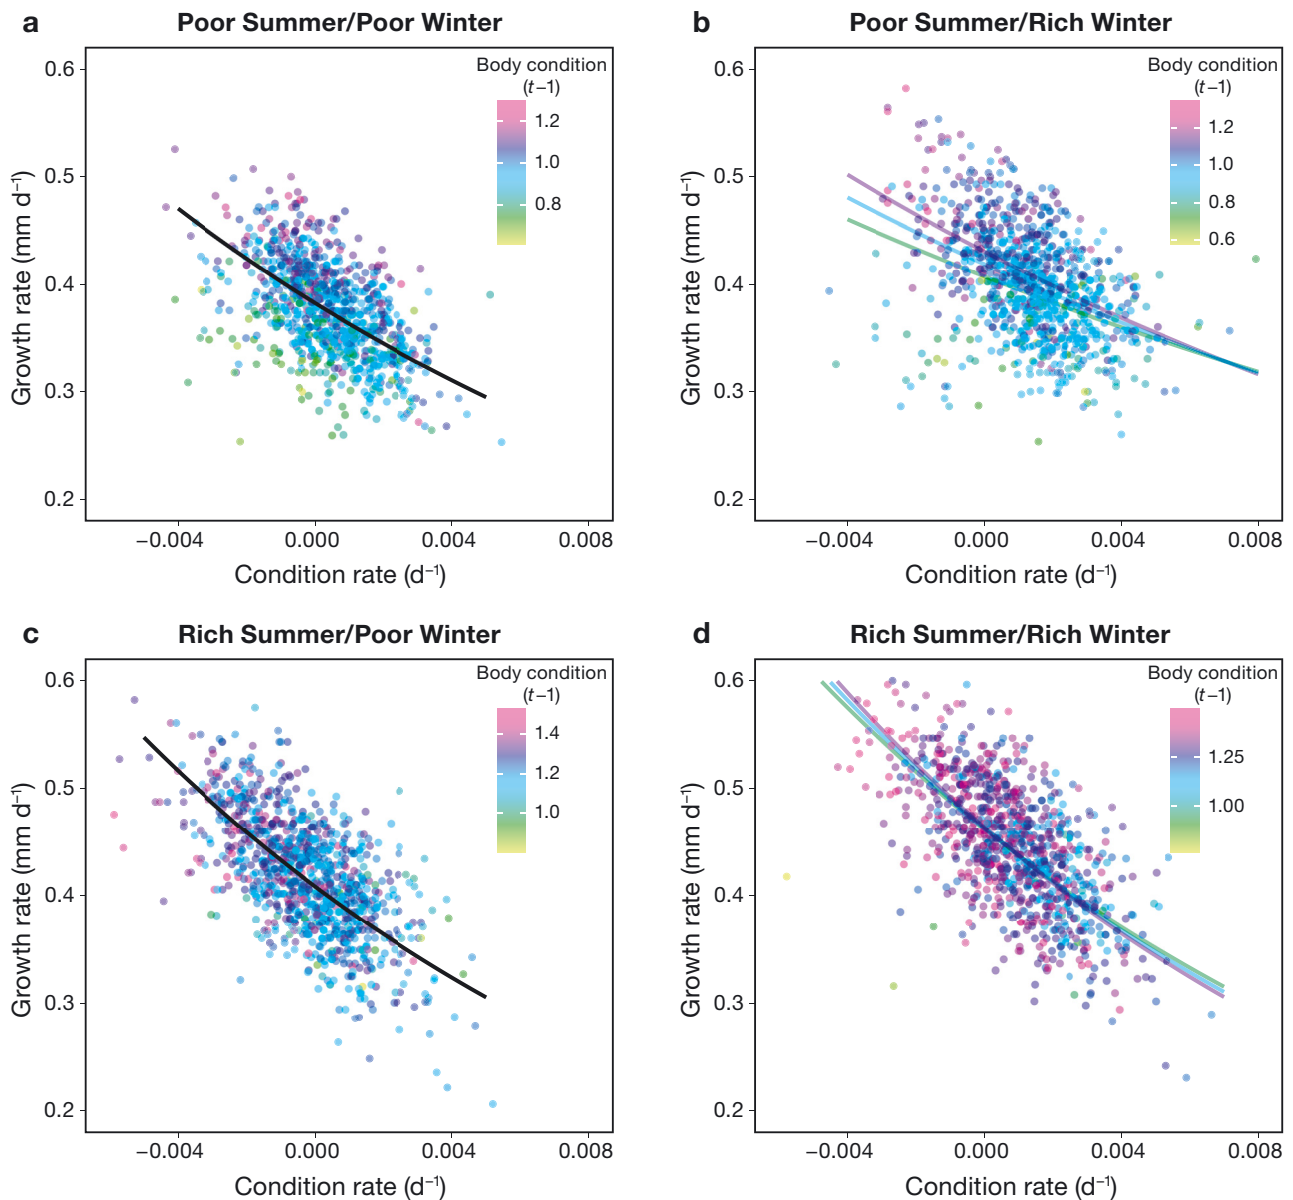 a Poor Summer/Poor Winter
Body condition
(t–1)
1.2
1.0
0.8
0.6
0.5
0.4
0.3
0.2
Growth rate (mm d–1)
–0.004 0.000 0.004 0.008
Condition rate (d–1)
b Poor Summer/Rich Winter
Body condition
(t–1)
1.2
1.0
0.8
0.6
0.6
0.5
0.4
0.3
0.2
Growth rate (mm d–1)
–0.004 0.000 0.004 0.008
Condition rate (d–1)
c Rich Summer/Poor Winter
Body condition
(t–1)
1.4
1.2
1.0
0.6
0.5
0.4
0.3
0.2
Growth rate (mm d–1)
–0.004 0.000 0.004 0.008
Condition rate (d–1)
d Rich Summer/Rich Winter
Body condition
(t–1)
1.25
1.00
0.6
0.5
0.4
0.3
0.2
Growth rate (mm d–1)
–0.004 0.000 0.004 0.008
Condition rate (d–1)